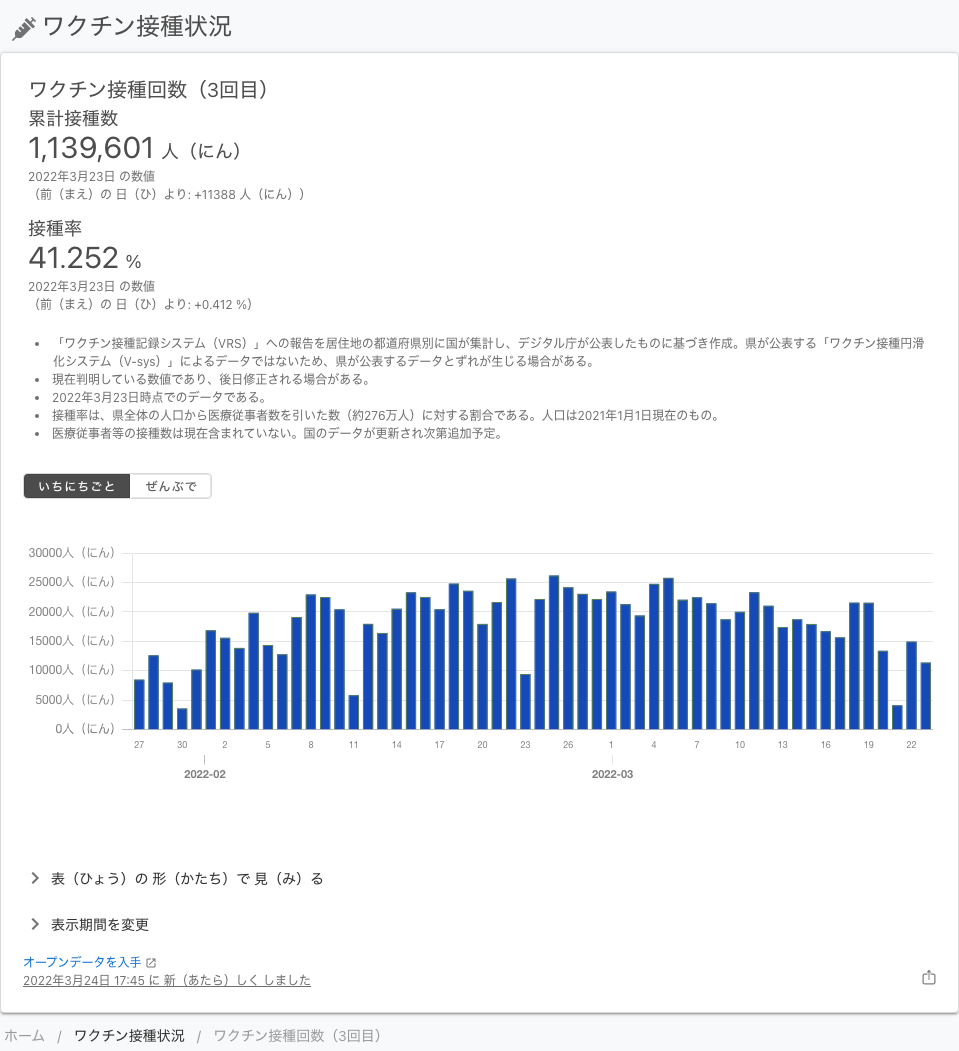 ワクチン接種状況
ワクチン接種回数（3回目）
累計接種数
1,139,601 人（にん）
2022年3月23日 の数値
（前（まえ）の 日（ひ）より: +11388 人（にん））
接種率
41.252 %
2022年3月23日 の数値
（前（まえ）の 日（ひ）より: +0.412 %）
• 「ワクチン接種記録システム（VRS）」への報告を居住地の都道府県別に国が集計し、デジタル庁が公表したものに基づき作成。県が公表する「ワクチン接種円滑
化システム（V-sys）」によるデータではないため、県が公表するデータとずれが生じる場合がある。
• 現在判明している数値であり、後日修正される場合がある。
• 2022年3月23日時点でのデータである。
• 接種率は、県全体の人口から医療従事者数を引いた数（約276万人）に対する割合である。人口は2021年1月1日現在のもの。
• 医療従事者等の接種数は現在含まれていない。国のデータが更新され次第追加予定。
いちにちごと ぜんぶで
30000人（にん）
25000人（にん）
20000人（にん）
15000人（にん）
10000人（にん）
5000人（にん）
0人（にん）
27 30 2 5 8 11 14 17 20 23 26 1 4 7 10 13 16 19 22
2022-02 2022-03
表（ひょう）の 形（かたち）で 見（み）る
表示期間を変更
オープンデータを入手
2022年3月24日 17:45 に 新（あたら）しく しました
ホーム / ワクチン接種状況 / ワクチン接種回数（3回目）